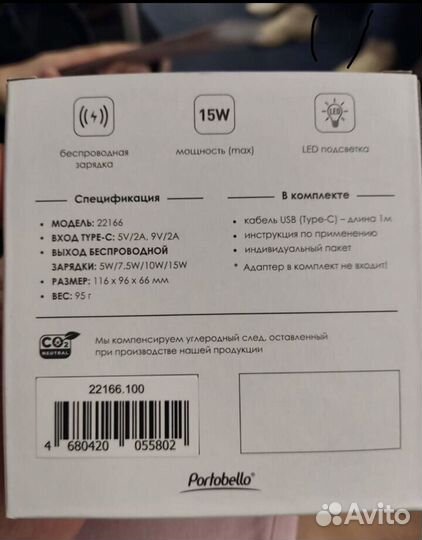 15W
LED
беспроводная
зарядка
мощность (max)
LED подсветка
Спецификация
• МОДЕЛЬ: 22166
• ВХОД TYPE-C: 5V/2A, 9V/2A
• ВЫХОД БЕСПРОВОДНОЙ
ЗАРЯДКИ: 5W/7.5W/10W/15W
• РАЗМЕР: 116 x 96 x 66 мм
• ВЕС: 95 г
В комплекте
• кабель USB (Type-C) – длина 1м
• инструкция по применению
• индивидуальный пакет
* Адаптер в комплект не входит!
CO2
NEUTRAL
Мы компенсируем углеродный след, оставленный
при производстве нашей продукции
22166.100
4 680420 055802
Portobello®
Avito